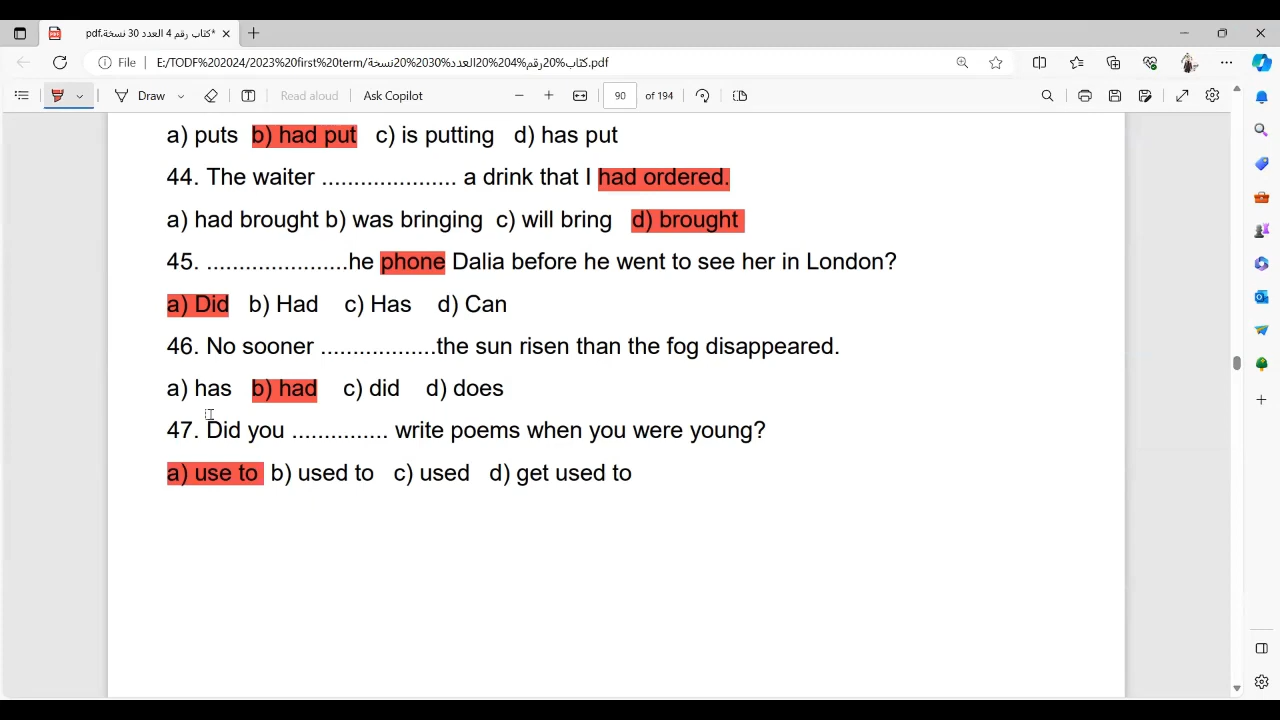 كتاب رقم 4 العدد 30 نسخة.pdf*
File
E:/TODF%202024/2023%20first%20term/كتاب%20رقم%204%20العدد%2030%20نسخة.pdf
Draw
Read aloud
Ask Copilot
90 of 194
a) puts b) had put c) is putting d) has put
44. The waiter ..................... a drink that I had ordered.
a) had brought b) was bringing c) will bring d) brought
45. ......................he phone Dalia before he went to see her in London?
a) Did b) Had c) Has d) Can
46. No sooner ..................the sun risen than the fog disappeared.
a) has b) had c) did d) does
47. Did you ............... write poems when you were young?
a) use to b) used to c) used d) get used to